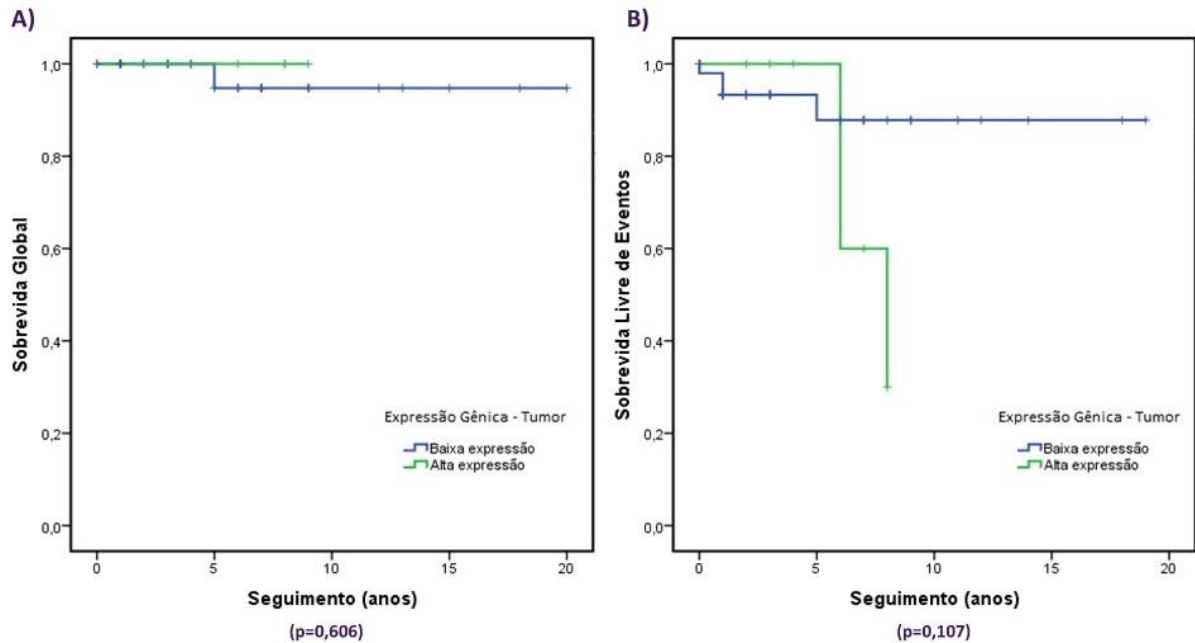 A)
Sobrevida Global
1,0
0,8
0,6
0,4
0,2
0,0
Expressão Gênica - Tumor
Baixa expressão
Alta expressão
0 5 10 15 20
Seguimento (anos)
(p=0,606)
B)
Sobrevida Livre de Eventos
1,0
0,8
0,6
0,4
0,2
0,0
Expressão Gênica - Tumor
Baixa expressão
Alta expressão
0 5 10 15 20
Seguimento (anos)
(p=0,107)